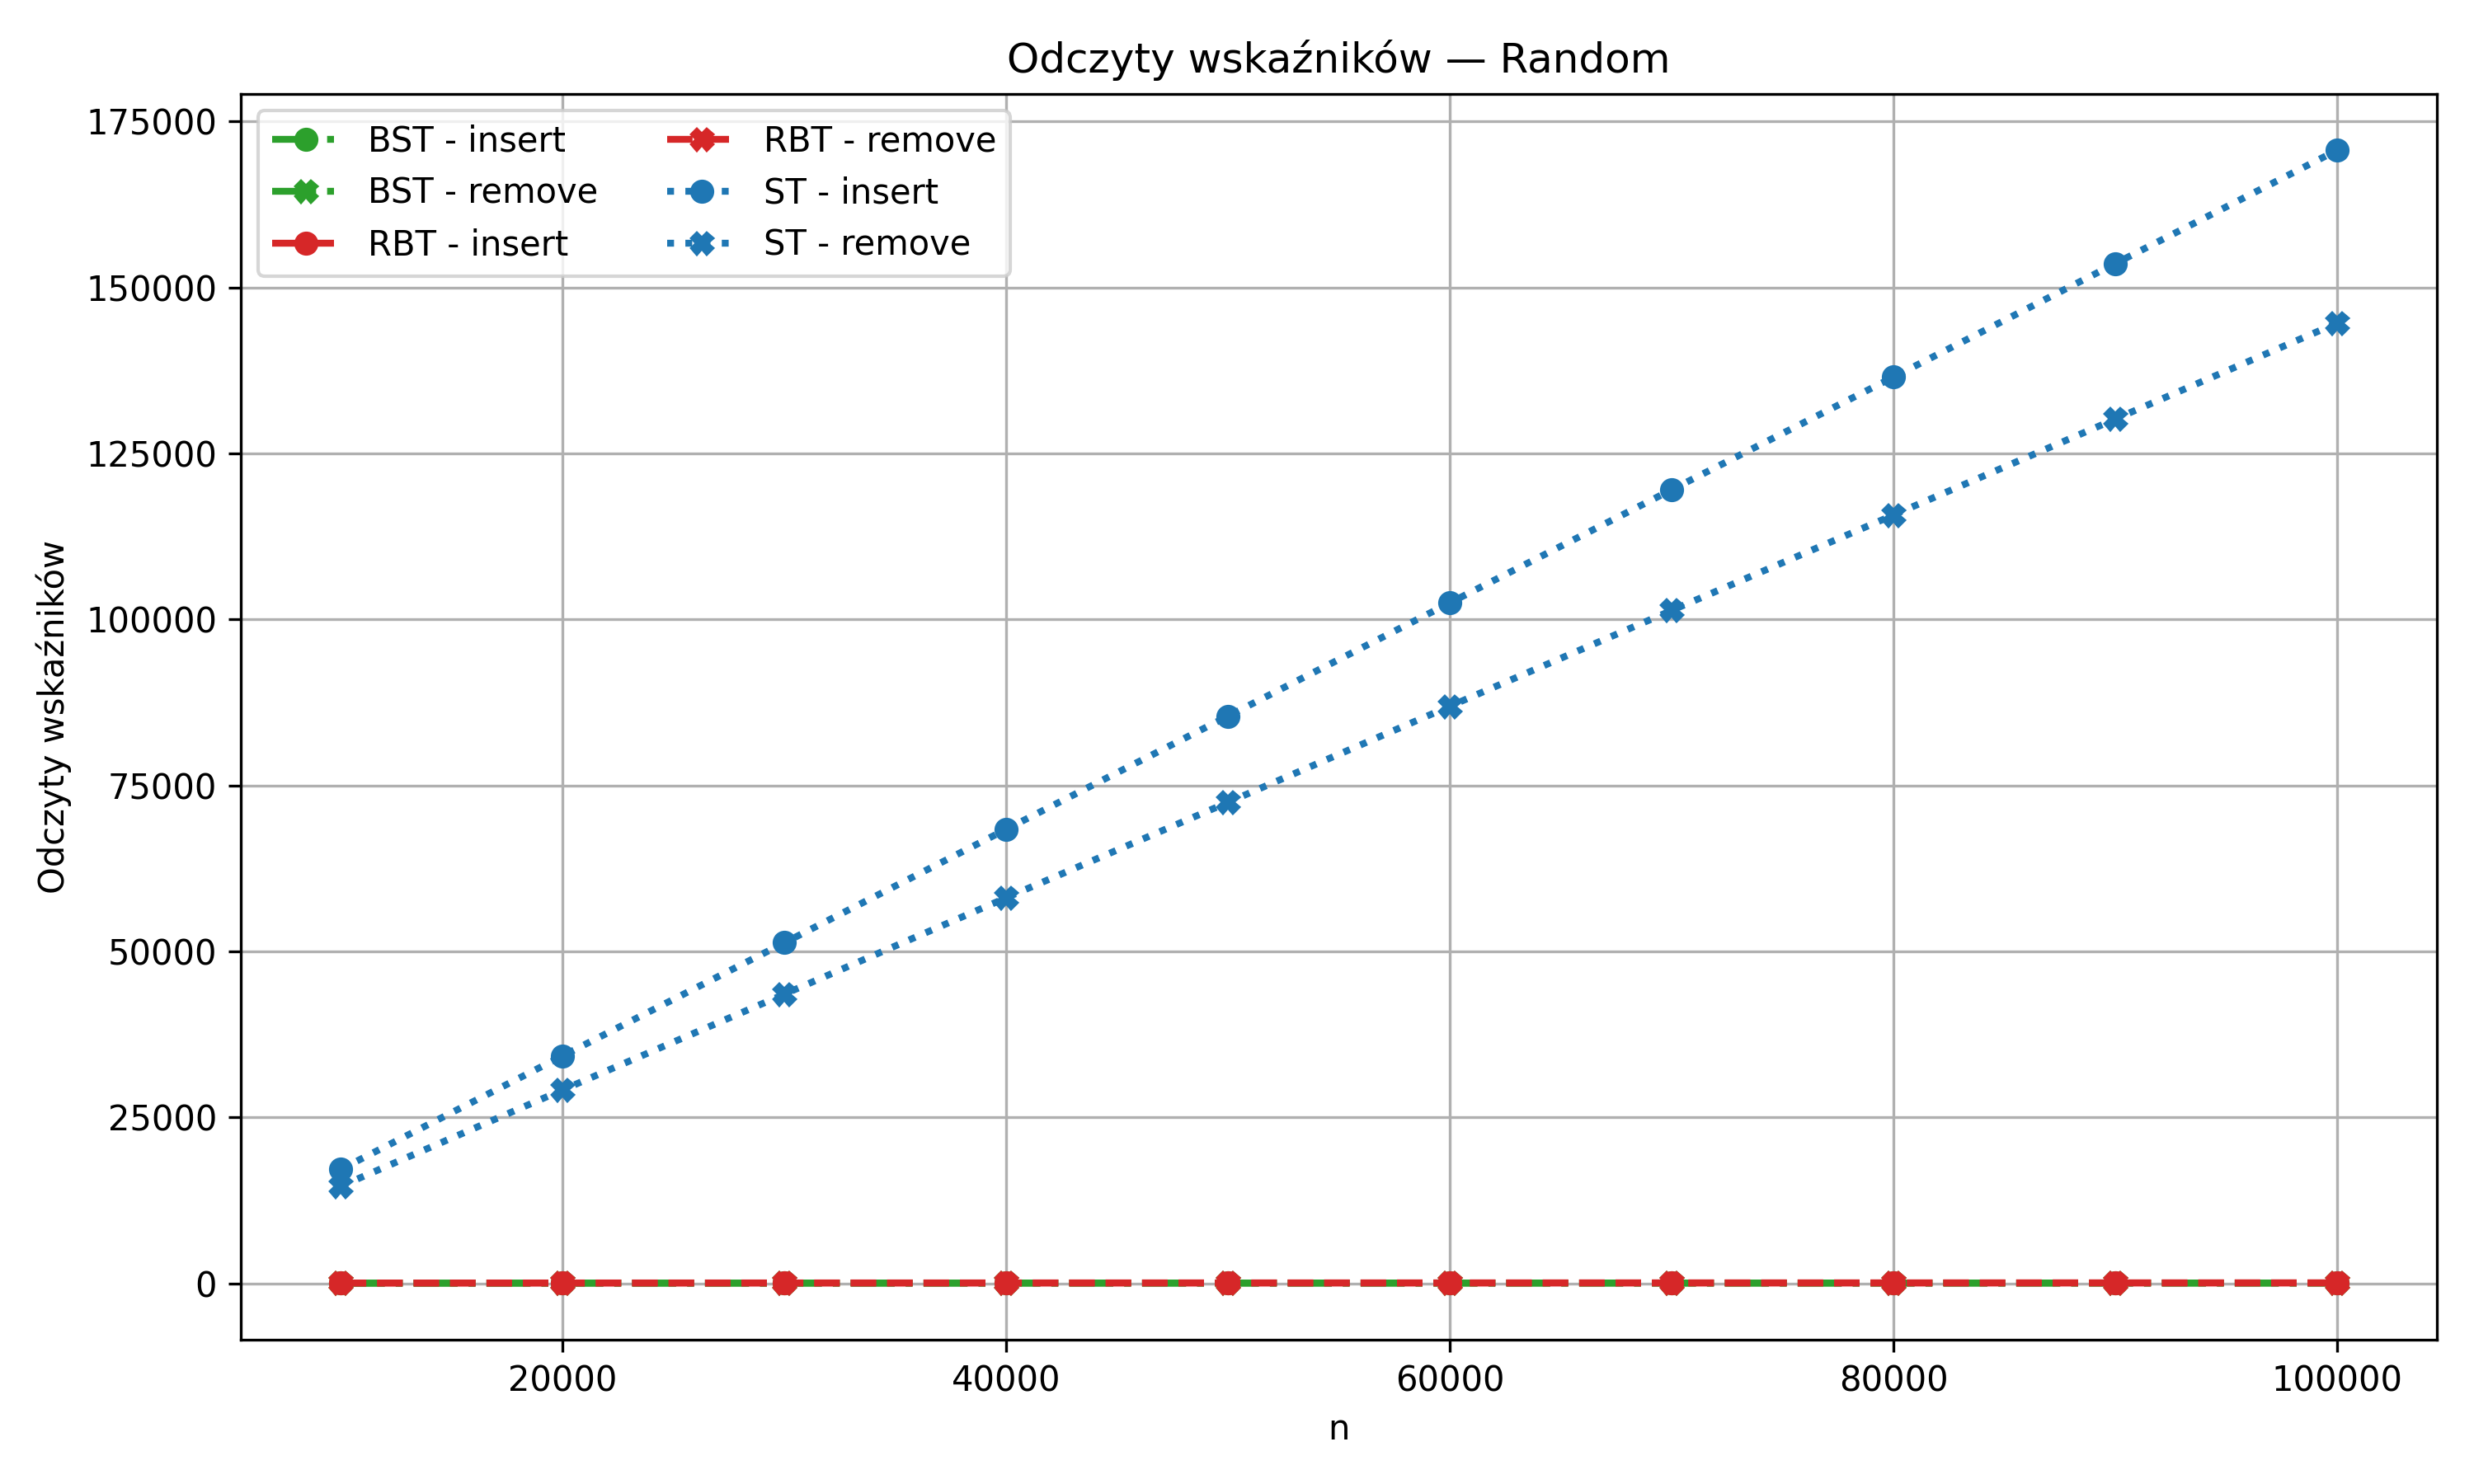 Odczyty wskaźników — Random
BST - insert
BST - remove
RBT - insert
RBT - remove
ST - insert
ST - remove
Odczyty wskaźników
175000
150000
125000
100000
75000
50000
25000
0
20000
40000
60000
80000
100000
n